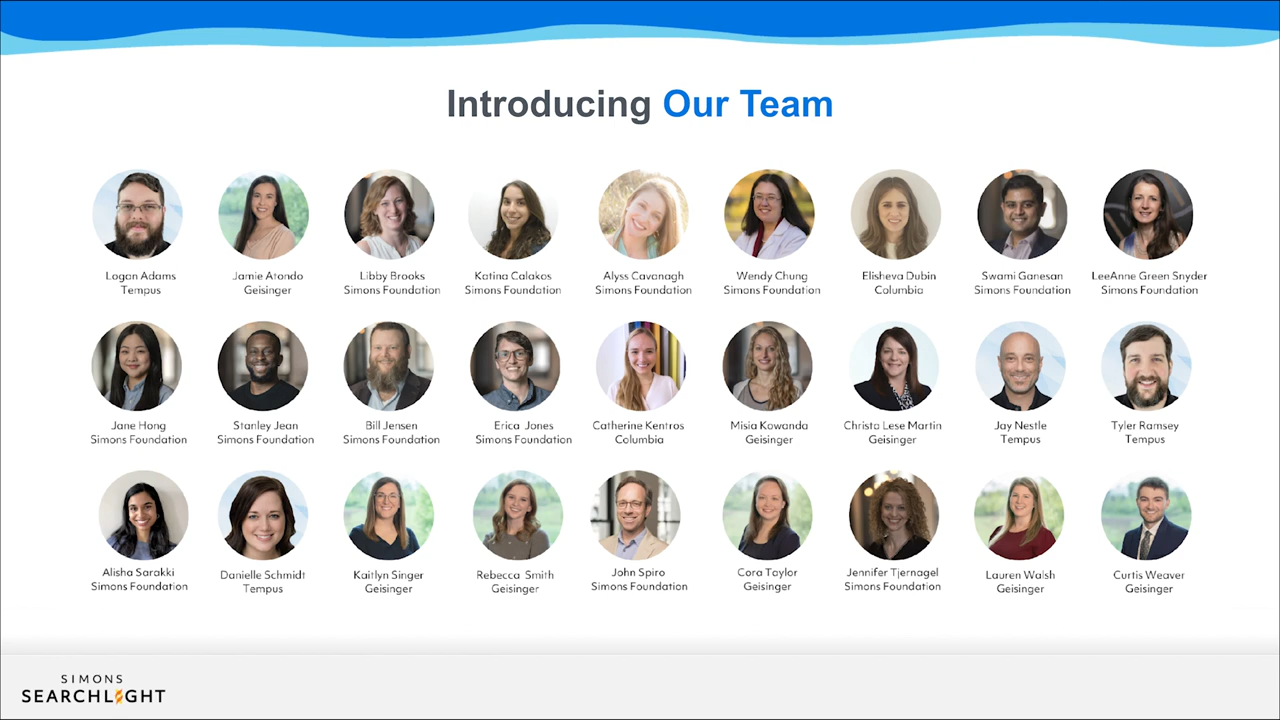 Introducing Our Team
Logan Adams
Tempus
Jamie Atondo
Geisinger
Libby Brooks
Simons Foundation
Katina Calakos
Simons Foundation
Alyss Cavanagh
Simons Foundation
Wendy Chung
Simons Foundation
Elisheva Dubin
Columbia
Swami Ganesan
Simons Foundation
LeeAnne Green Snyder
Simons Foundation
Jane Hong
Simons Foundation
Stanley Jean
Simons Foundation
Bill Jensen
Simons Foundation
Erica Jones
Simons Foundation
Catherine Kentros
Columbia
Misia Kowanda
Geisinger
Christa Lese Martin
Geisinger
Jay Nestle
Tempus
Tyler Ramsey
Tempus
Alisha Sarakki
Simons Foundation
Danielle Schmidt
Tempus
Kaitlyn Singer
Geisinger
Rebecca Smith
Geisinger
John Spiro
Simons Foundation
Cora Taylor
Geisinger
Jennifer Tjernagel
Simons Foundation
Lauren Walsh
Geisinger
Curtis Weaver
Geisinger
SIMONS
SEARCHLIGHT